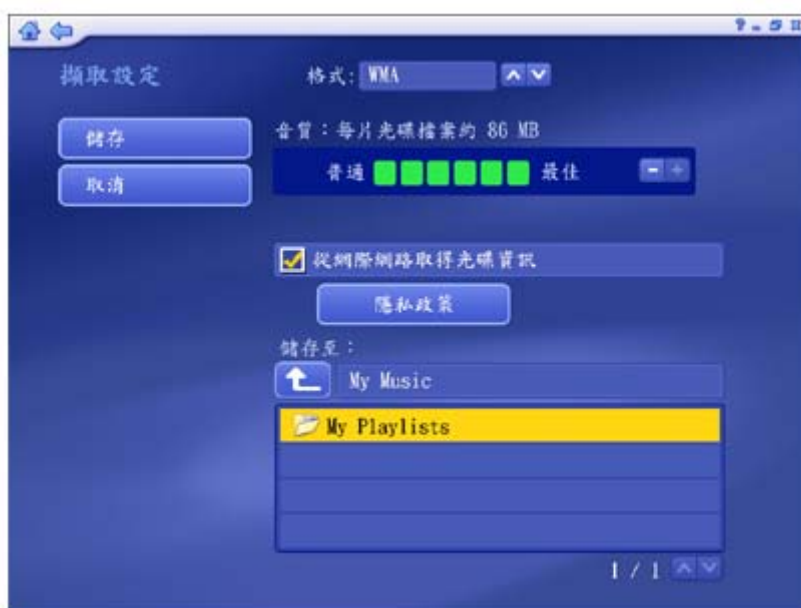 擷取設定
格式: WMA
儲存
取消
音質：每片光碟檔案約 86 MB
普通 最佳
從網際網路取得光碟資訊
隱私政策
儲存至：
My Music
My Playlists
1 / 1